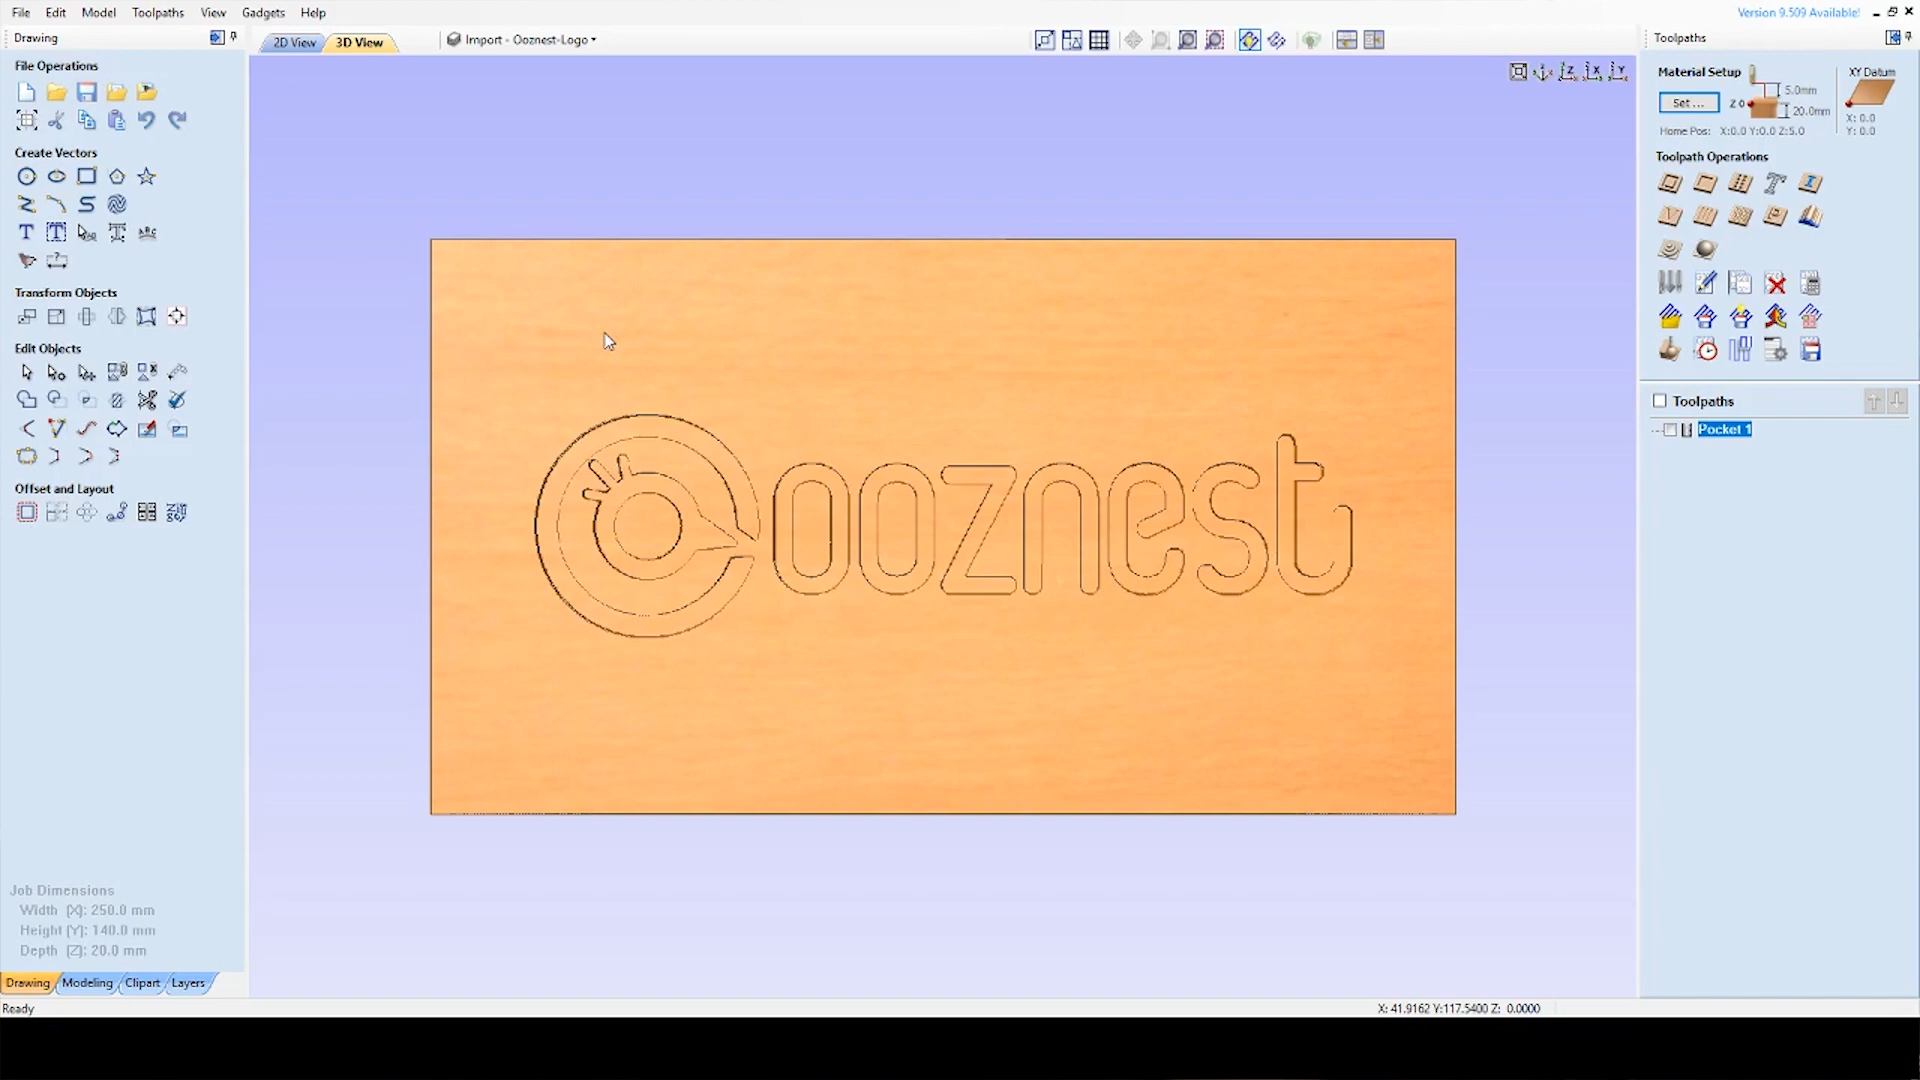 File Edit Model Toolpaths View Gadgets Help
Version 9.509 Available!
Drawing
2D View 3D View
Import - Ooznest-Logo
Toolpaths
File Operations
Material Setup
XY Datum
Set ...
Z 0
5.0mm
20.0mm
X: 0.0
Y: 0.0
Home Pos: X:0.0 Y:0.0 Z:5.0
Create Vectors
Toolpath Operations
Transform Objects
Edit Objects
Toolpaths
Pocket 1
Offset and Layout
ooznest
Job Dimensions
Width (X): 250.0 mm
Height (Y): 140.0 mm
Depth (Z): 20.0 mm
Drawing Modeling Clipart Layers
Ready
X: 41.9162 Y:117.5400 Z: 0.0000